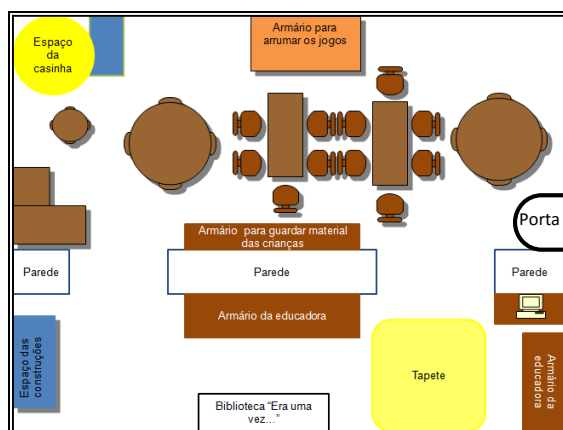 Espaço
da
casinha
Armário para
arrumar os jogos
Porta
Armário  para guardar material
das crianças
Parede
Parede
Parede
Armário da educadora
Espaço das
construções
Tapete
Armário da
educadora
Biblioteca “Era uma
vez...”